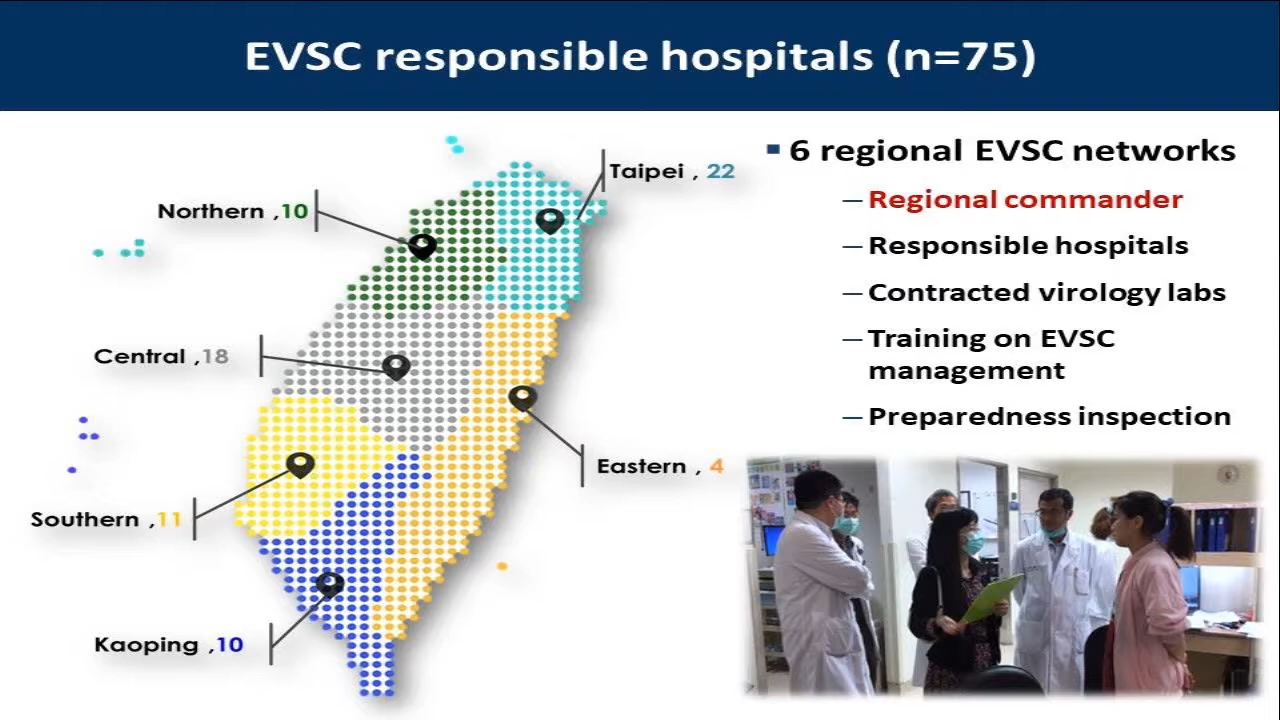 EVSC responsible hospitals (n=75)
Taipei , 22
Northern ,10
Central ,18
Eastern , 4
Southern ,11
Kaoping ,10
▪ 6 regional EVSC networks
– Regional commander
– Responsible hospitals
– Contracted virology labs
– Training on EVSC
management
– Preparedness inspection